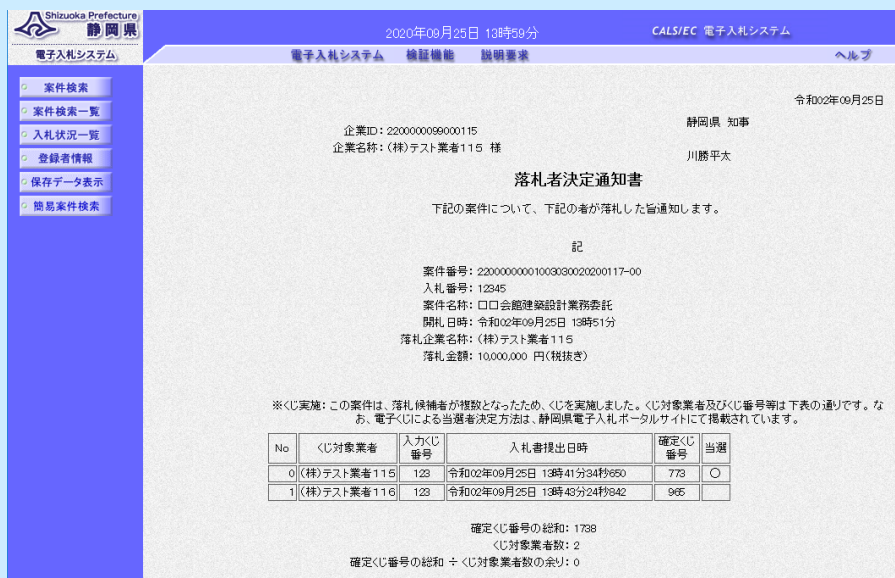 Shizuoka Prefecture
静岡県
電子入札システム
2020年09月25日 13時59分
CALS/EC 電子入札システム
電子入札システム 検証機能 説明要求 ヘルプ
案件検索
案件検索一覧
入札状況一覧
登録者情報
保存データ表示
簡易案件検索
令和02年09月25日
静岡県 知事
企業ID: 2200000099000115
企業名称: (株)テスト業者115 様
川勝平太
落札者決定通知書
下記の案件について、下記の者が落札した旨通知します。
記
案件番号: 2200000001003030020200117-00
入札番号: 12345
案件名称: 口口会館建築設計業務委託
開札日時: 令和02年09月25日 13時51分
落札企業名称: (株)テスト業者115
落札金額: 10,000,000 円(税抜き)
※くじ実施: この案件は、落札候補者が複数となったため、くじを実施しました。くじ対象業者及びくじ番号等は下表の通りです。な
お、電子くじによる当選者決定方法は、静岡県電子入札ポータルサイトにて掲載されています。
No くじ対象業者 入力くじ番号 入札書提出日時 確定くじ番号 当選
0 (株)テスト業者115 123 令和02年09月25日 13時41分34秒650 773 ○
1 (株)テスト業者116 123 令和02年09月25日 13時43分24秒842 965
確定くじ番号の総和: 1738
くじ対象業者数: 2
確定くじ番号の総和 ÷ くじ対象業者数の余り: 0